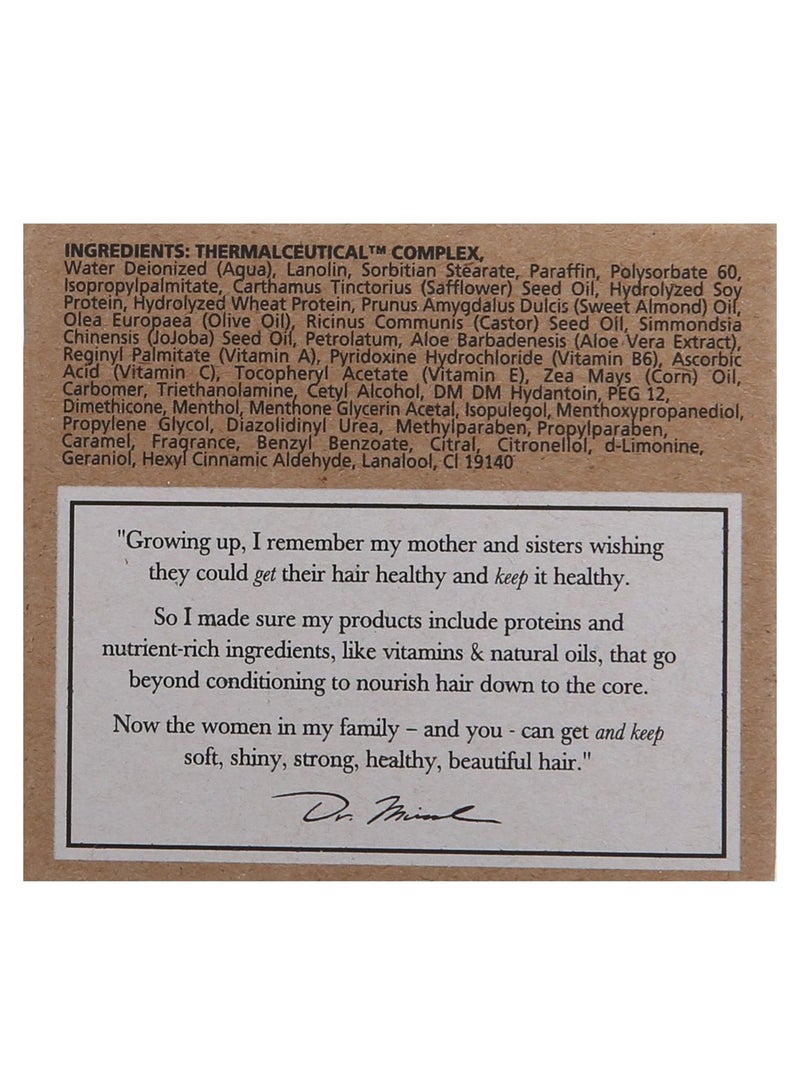 INGREDIENTS: THERMALCEUTICAL™ COMPLEX,
Water Deionized (Aqua), Lanolin, Sorbitian Stearate, Paraffin, Polysorbate 60,
Isopropylpalmitate, Carthamus Tinctorius (Safflower) Seed Oil, Hydrolyzed Soy
Protein, Hydrolyzed Wheat Protein, Prunus Amygdalus Dulcis (Sweet Almond) Oil,
Olea Europaea (Olive Oil), Ricinus Communis (Castor) Seed Oil, Simmondsia
Chinensis (JoJoba) Seed Oil, Petrolatum, Aloe Barbadenesis (Aloe Vera Extract),
Reginyl Palmitate (Vitamin A), Pyridoxine Hydrochloride (Vitamin B6), Ascorbic
Acid (Vitamin C), Tocopheryl Acetate (Vitamin E), Zea Mays (Corn) Oil,
Carbomer, Triethanolamine, Cetyl Alcohol, DM DM Hydantoin, PEG 12,
Dimethicone, Menthol, Menthone Glycerin Acetal, Isopulegol, Menthoxypropanediol,
Propylene Glycol, Diazolidinyl Urea, Methylparaben, Propylparaben,
Caramel, Fragrance, Benzyl Benzoate, Citral, Citronellol, d-Limonine,
Geraniol, Hexyl Cinnamic Aldehyde, Lanalool, CI 19140
"Growing up, I remember my mother and sisters wishing
they could get their hair healthy and keep it healthy.
So I made sure my products include proteins and
nutrient-rich ingredients, like vitamins & natural oils, that go
beyond conditioning to nourish hair down to the core.
Now the women in my family – and you - can get and keep
soft, shiny, strong, healthy, beautiful hair."
Dr. Miracle